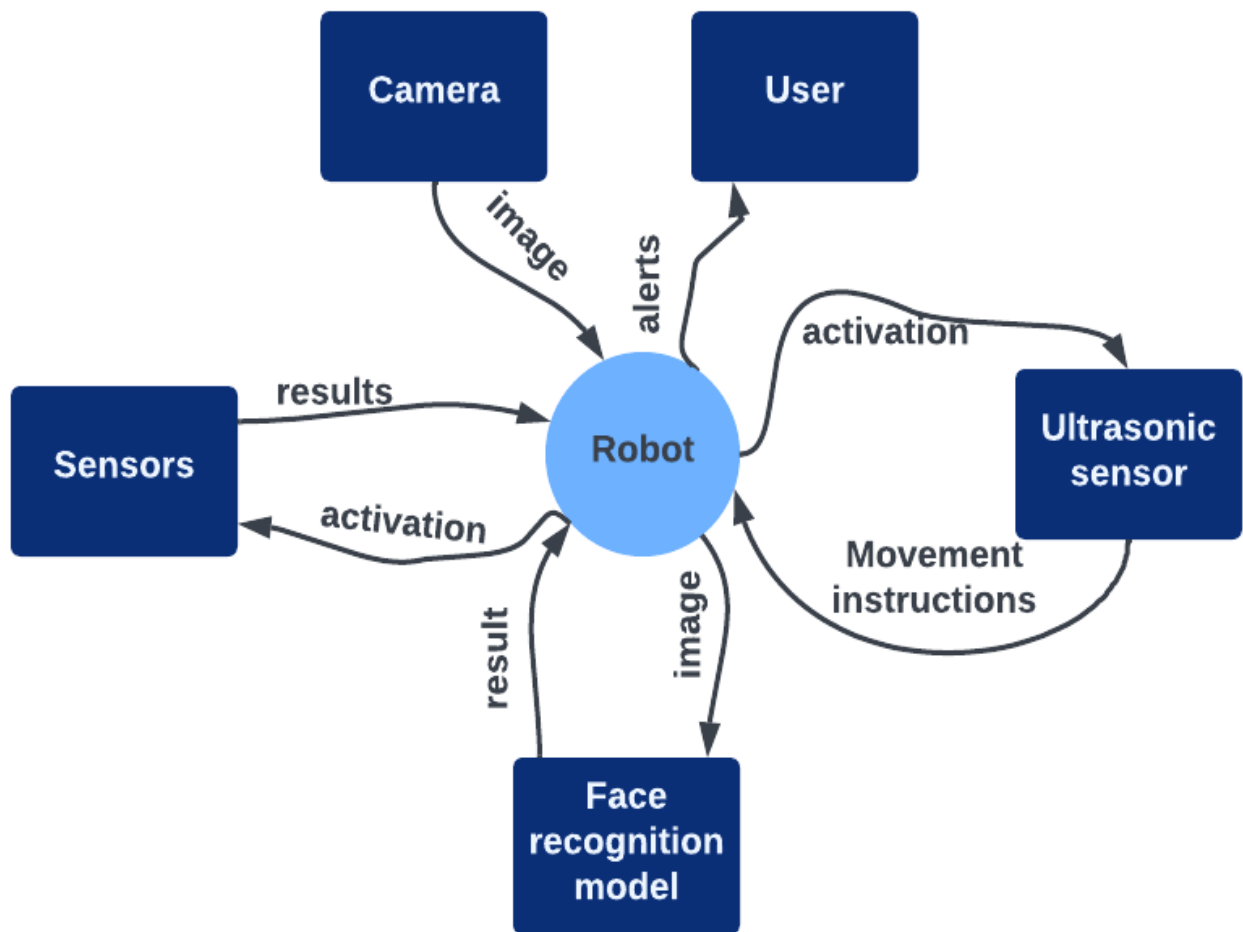 Camera
User
image
alerts
activation
results
Robot
Ultrasonic
sensor
Sensors
activation
Movement
instructions
result
image
Face
recognition
model